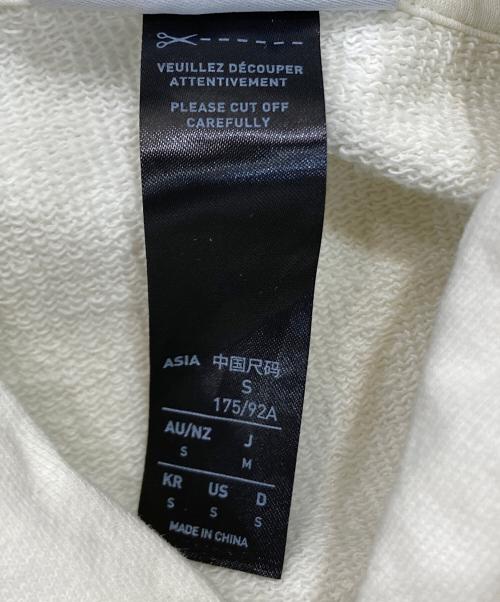 VEUILLEZ DÉCOUPER
ATTENTIVEMENT
PLEASE CUT OFF
CAREFULLY
ASIA 中国尺码
S
175/92A
AU/NZ J
S M
KR US D
S S S
MADE IN CHINA